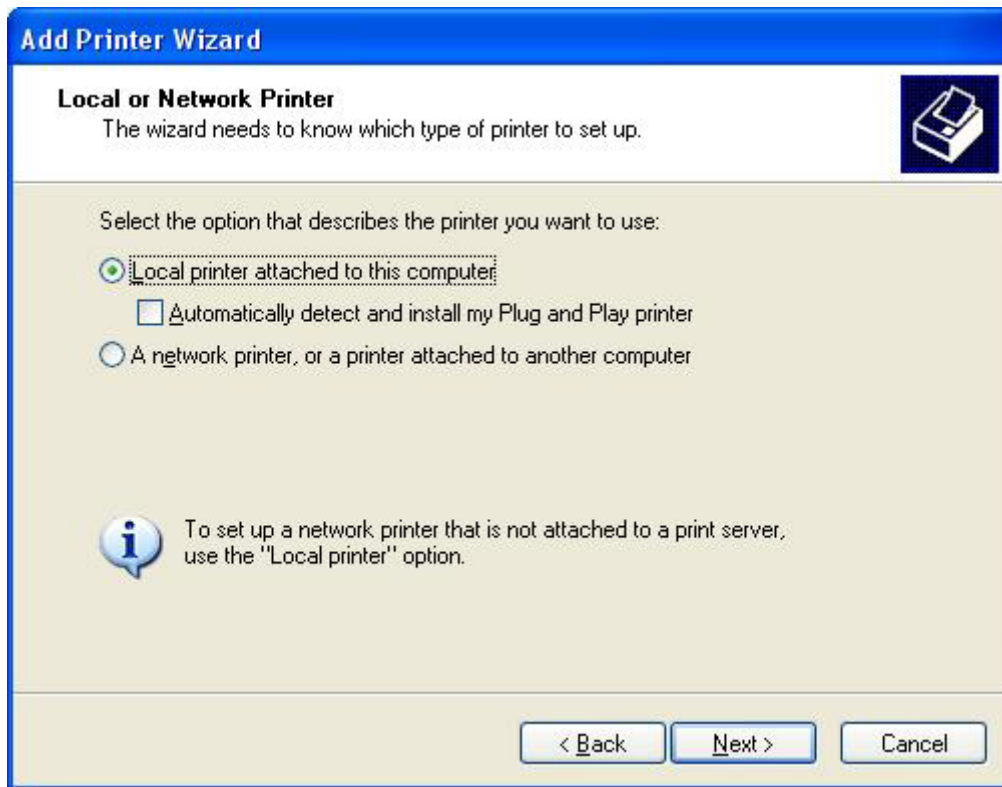 Add Printer Wizard
Local or Network Printer
The wizard needs to know which type of printer to set up.
Select the option that describes the printer you want to use:
Local printer attached to this computer
Automatically detect and install my Plug and Play printer
A network printer, or a printer attached to another computer
To set up a network printer that is not attached to a print server,
use the "Local printer" option.
< Back Next > Cancel